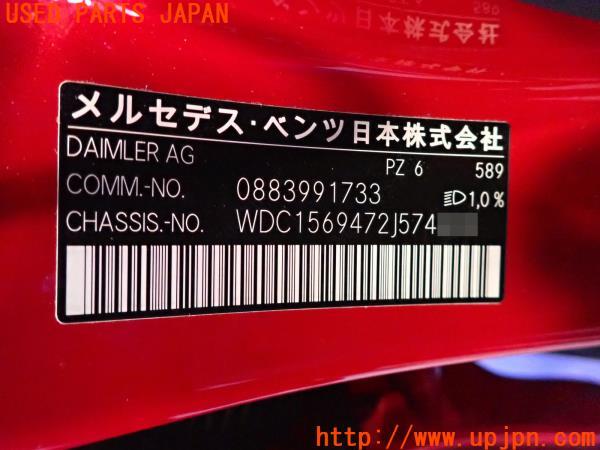 USED PARTS JAPAN
589
メルセデス・ベンツ日本株式会社
DAIMLER AG PZ 6 589
COMM.-NO. 0883991733 1,0%
CHASSIS.-NO. WDC1569472J574
http://www.upjpn.com